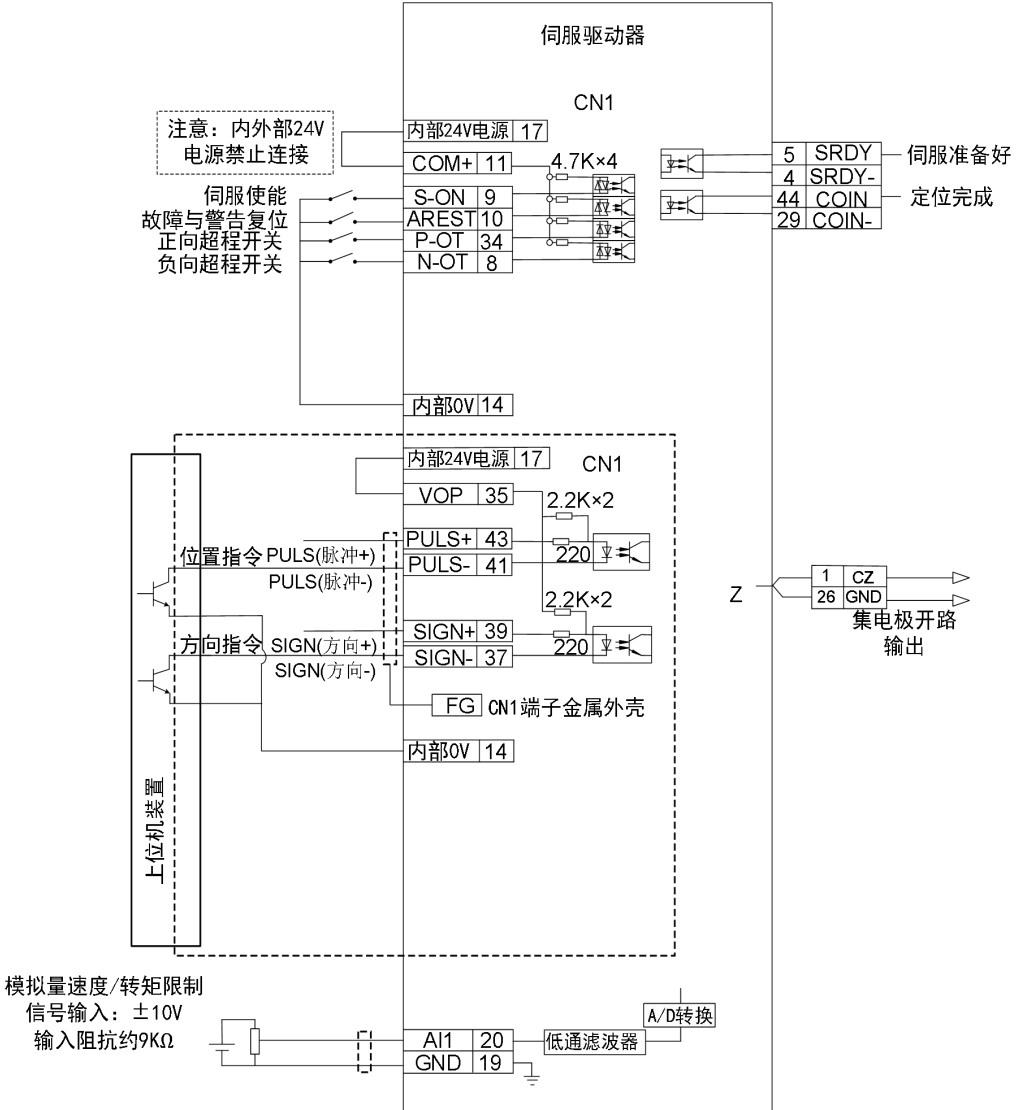 伺服驱动器
CN1
注意：内外部24V
电源禁止连接
内部24V电源 17
COM+ 11
4.7K×4
伺服使能
S-ON 9
故障与警告复位
AREST 10
正向超程开关
P-OT 34
负向超程开关
N-OT 8
5 SRDY
伺服准备好
4 SRDY-
44 COIN
定位完成
29 COIN-
内部0V 14
内部24V电源 17
CN1
VOP 35
2.2K×2
PULS+ 43
220
位置指令
PULS(脉冲+)
PULS- 41
PULS(脉冲-)
2.2K×2
SIGN+ 39
220
方向指令
SIGN(方向+)
SIGN- 37
SIGN(方向-)
FG
CN1端子金属外壳
内部0V 14
上位机装置
Z
1 CZ
26 GND
集电极开路
输出
模拟量速度/转矩限制
信号输入：±10V
输入阻抗约9KΩ
AI1 20
GND 19
低通滤波器
A/D转换